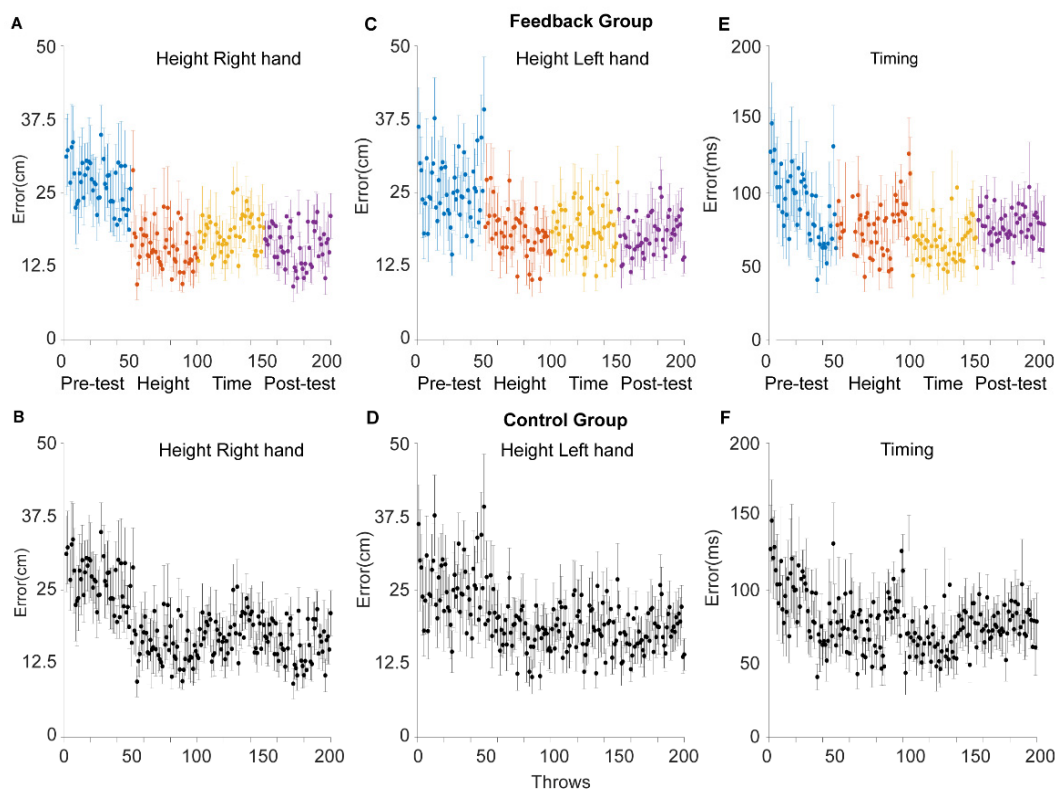 Feedback Group
A
Height Right hand
50
37.5
25
12.5
0
Error(cm)
0 50 100 150 200
Pre-test Height Time Post-test
C
Height Left hand
50
37.5
25
12.5
0
Error(cm)
0 50 100 150 200
Pre-test Height Time Post-test
E
Timing
200
150
100
50
0
Error(ms)
0 50 100 150 200
Pre-test Height Time Post-test
Control Group
B
Height Right hand
50
37.5
25
12.5
0
Error(cm)
0 50 100 150 200
D
Height Left hand
50
37.5
25
12.5
0
Error(cm)
0 50 100 150 200
Throws
F
Timing
200
150
100
50
0
Error(ms)
0 50 100 150 200